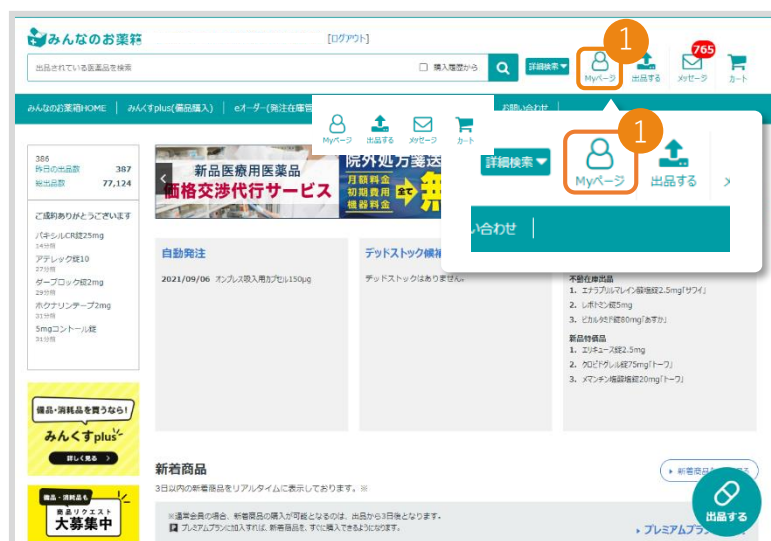 みんなのお薬箱
[ログアウト]
出品されている医薬品を検索
購入履歴から
詳細検索▼
1
Myページ
出品する
765
メッセージ
カート
みんなのお薬箱HOME
みんくすplus(備品購入)
eオーダー(発注在庫管
お問い合わせ
Myページ
出品する
メッセージ
カート
詳細検索▼
1
Myページ
出品する
い合わせ
386
昨日の出品数 387
総出品数 77,124
ご成約ありがとうございます
パキシルCR錠25mg
14分前
アテレック錠10
27分前
ダーブロック錠2mg
29分前
ホクナリンテープ2mg
31分前
5mgコントール錠
31分前
新品医療用医薬品
価格交渉代行サービス
院外処方箋送
月額料金
初期費用
機器料金
全て
無
自動発注
2021/09/06 オンブレス吸入用カプセル150μg
デッドストック候補
デッドストックはありません。
不動在庫出品
1. エナラプリルマレイン酸塩錠2.5mg「サワイ」
2. レボトミン錠5mg
3. ビカルタミド錠80mg「あすか」
新品特価品
1. エリキュース錠2.5mg
2. クロピドグレル錠75mg「トーワ」
3. メマンチン塩酸塩錠20mg「トーワ」
備品・消耗品を買うなら!
みんくすplus
詳しく見る
備品・消耗品も
商品リクエスト
大募集中
新着商品
新着商品
3日以内の新着商品をリアルタイムに表示しております。※
※通常会員の場合、新着商品の購入が可能となるのは、出品から3日後となります。
プレミアムプランに加入すれば、新着商品を、すぐに購入できるようになります。
プレミアムプラ
出品する